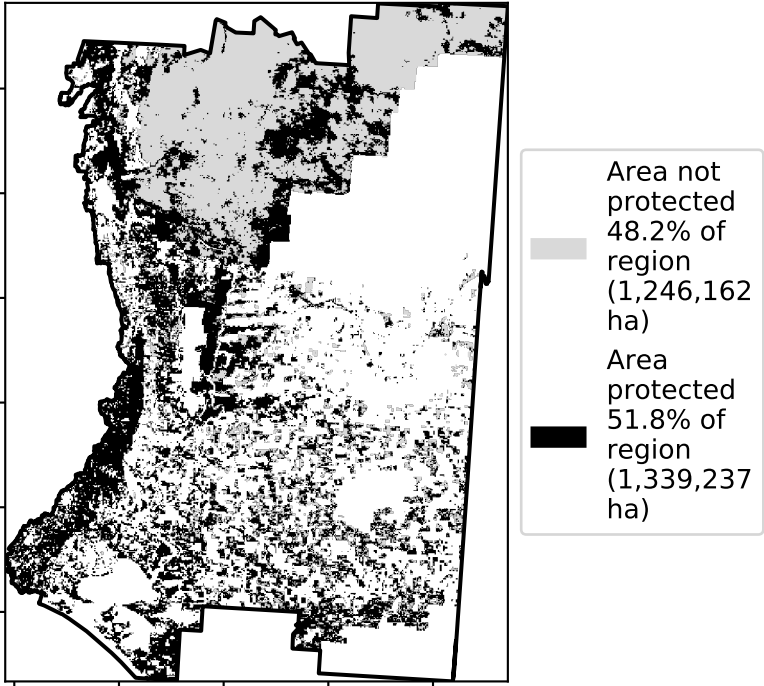 Area not
protected
48.2% of
region
(1,246,162
ha)
Area
protected
51.8% of
region
(1,339,237
ha)